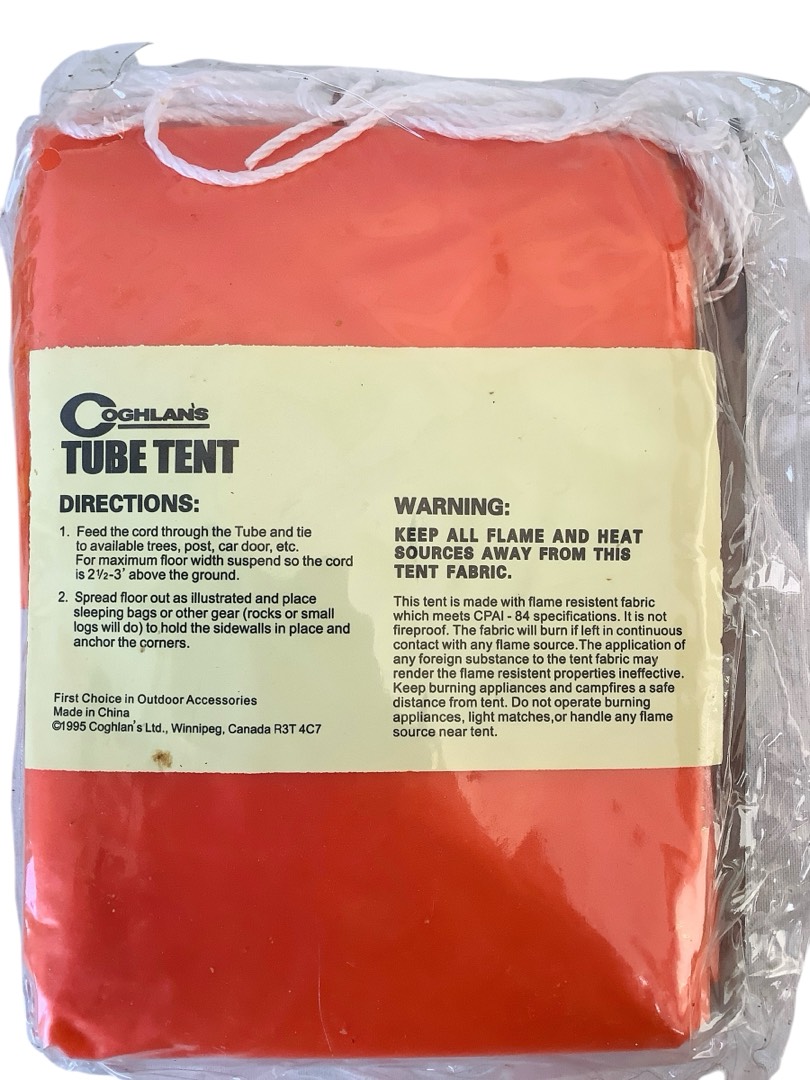 COGHLAN'S
TUBE TENT
DIRECTIONS:
1. Feed the cord through the Tube and tie
to available trees, post, car door, etc.
For maximum floor width suspend so the cord
is 2½-3' above the ground.
2. Spread floor out as illustrated and place
sleeping bags or other gear (rocks or small
logs will do) to hold the sidewalls in place and
anchor the corners.
First Choice in Outdoor Accessories
Made in China
©1995 Coghlan's Ltd., Winnipeg, Canada R3T 4C7
WARNING:
KEEP ALL FLAME AND HEAT
SOURCES AWAY FROM THIS
TENT FABRIC.
This tent is made with flame resistent fabric
which meets CPAI - 84 specifications. It is not
fireproof. The fabric will burn if left in continuous
contact with any flame source.The application of
any foreign substance to the tent fabric may
render the flame resistent properties ineffective.
Keep burning appliances and campfires a safe
distance from tent. Do not operate burning
appliances, light matches,or handle any flame
source near tent.